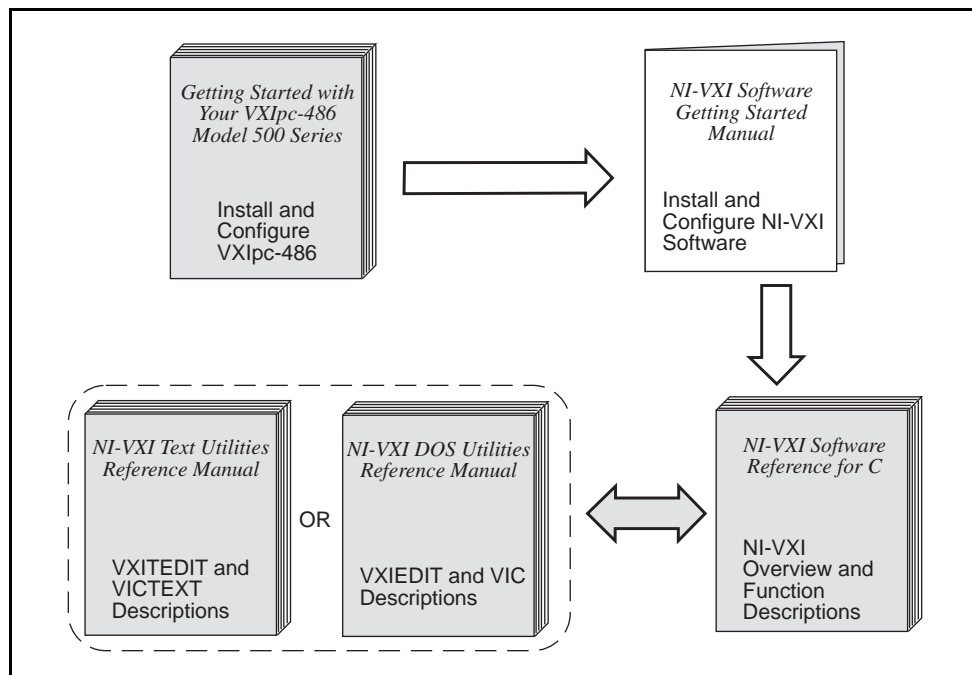 Getting Started with
Your VXIpc-486
Model 500 Series
Install and
Configure
VXIpc-486
NI-VXI Software
Getting Started
Manual
Install and
Configure NI-VXI
Software
NI-VXI Text Utilities
Reference Manual
VXITEDIT and
VICTEXT
Descriptions
OR
NI-VXI DOS Utilities
Reference Manual
VXIEDIT and VIC
Descriptions
NI-VXI Software
Reference for C
NI-VXI
Overview and
Function
Descriptions